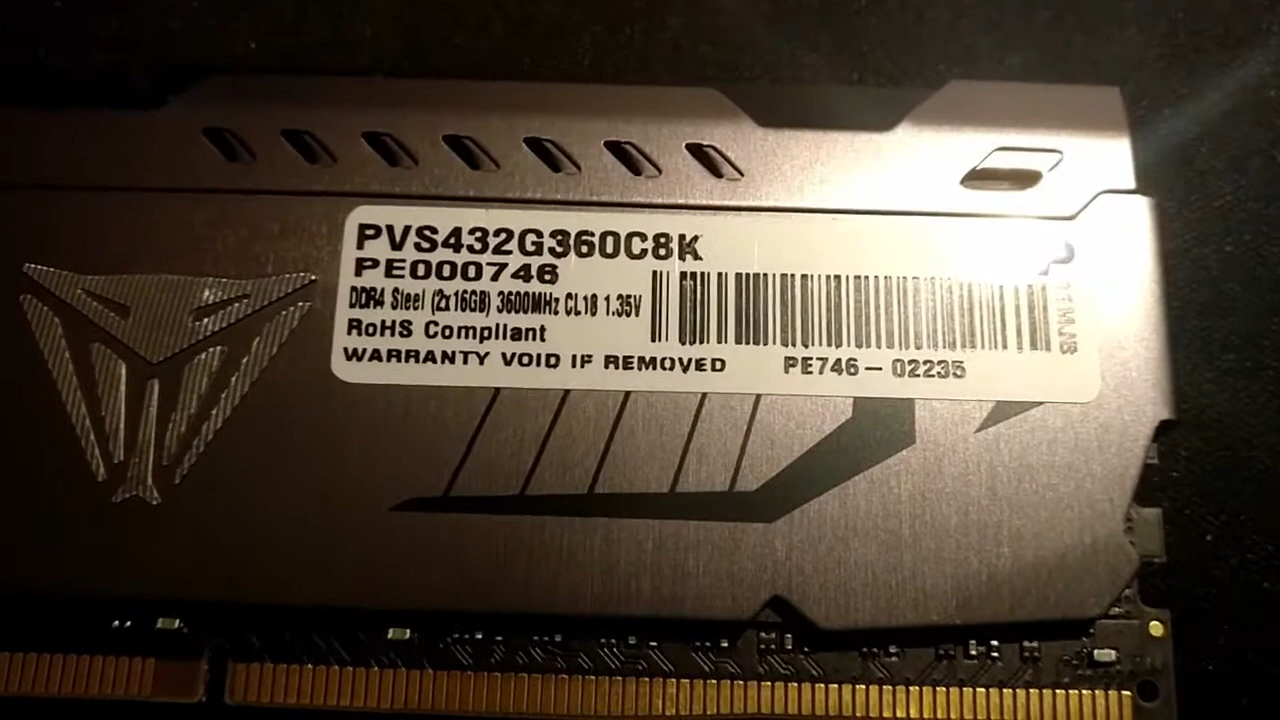 PVS432G360C8K
PE000746
DDR4 Steel (2x16GB) 3600MHz CL18 1.35V
RoHS Compliant
WARRANTY VOID IF REMOVED
PE746-02235